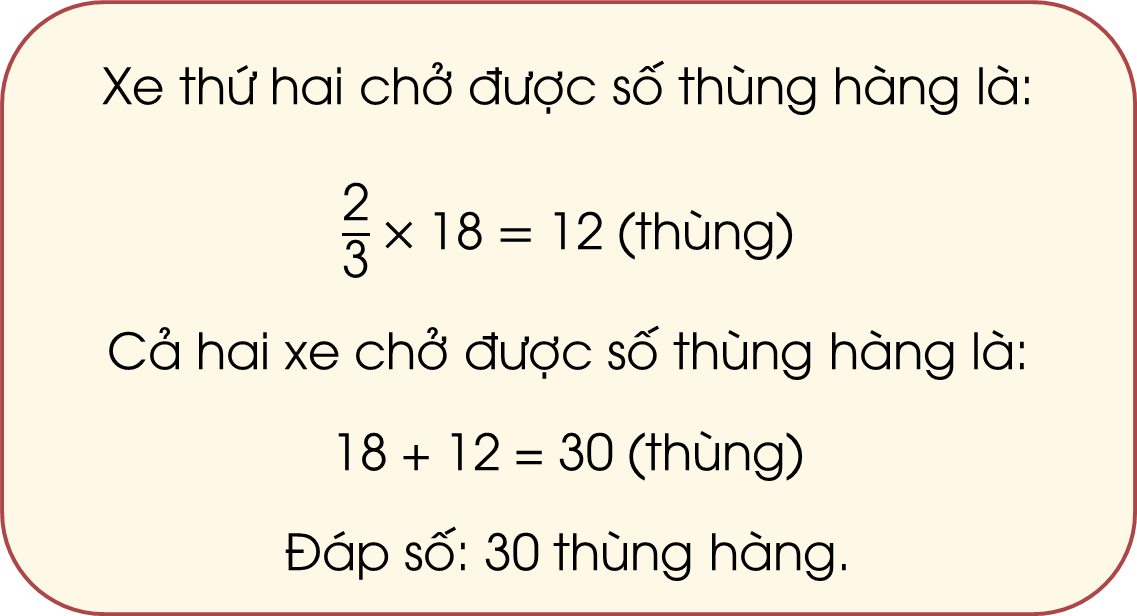 Xe thứ hai chở được số thùng hàng là:
2/3 × 18 = 12 (thùng)
Cả hai xe chở được số thùng hàng là:
18 + 12 = 30 (thùng)
Đáp số: 30 thùng hàng.